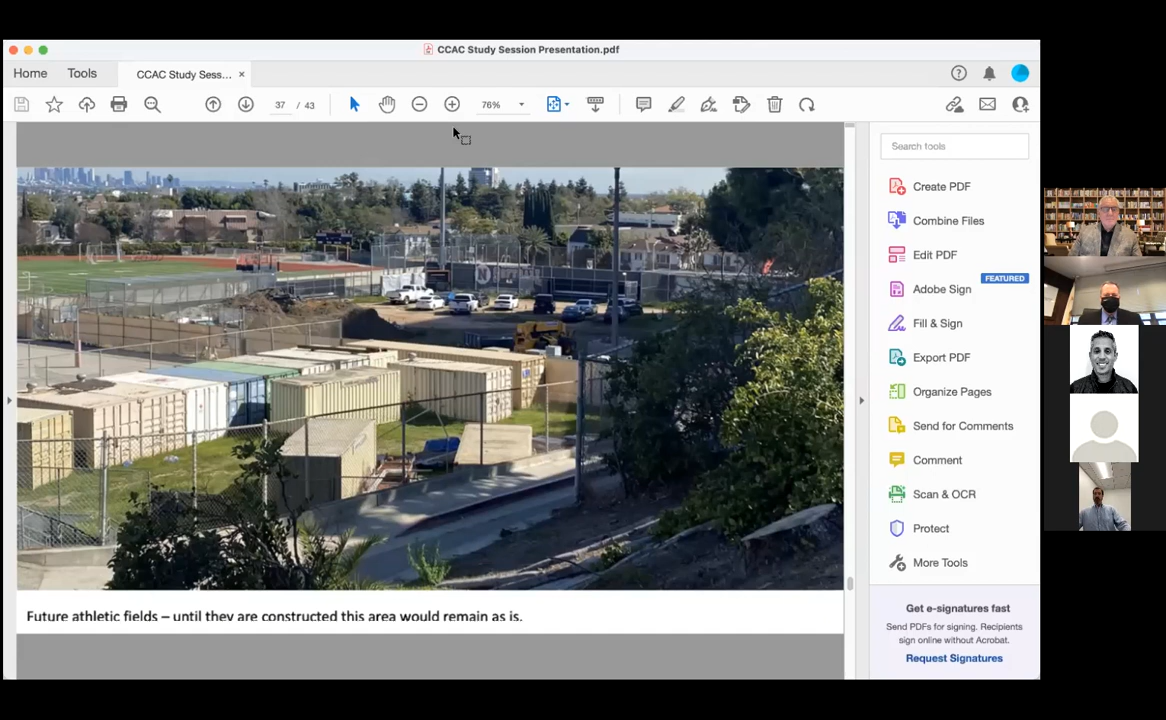 CCAC Study Session Presentation.pdf
Home
Tools
CCAC Study Sess...
37 / 43
76%
Search tools
Create PDF
Combine Files
Edit PDF
FEATURED
Adobe Sign
Fill & Sign
Export PDF
Organize Pages
Send for Comments
Comment
Scan & OCR
Protect
More Tools
Get e-signatures fast
Send PDFs for signing. Recipients
sign online without Acrobat.
Request Signatures
N
Future athletic fields – until they are constructed this area would remain as is.